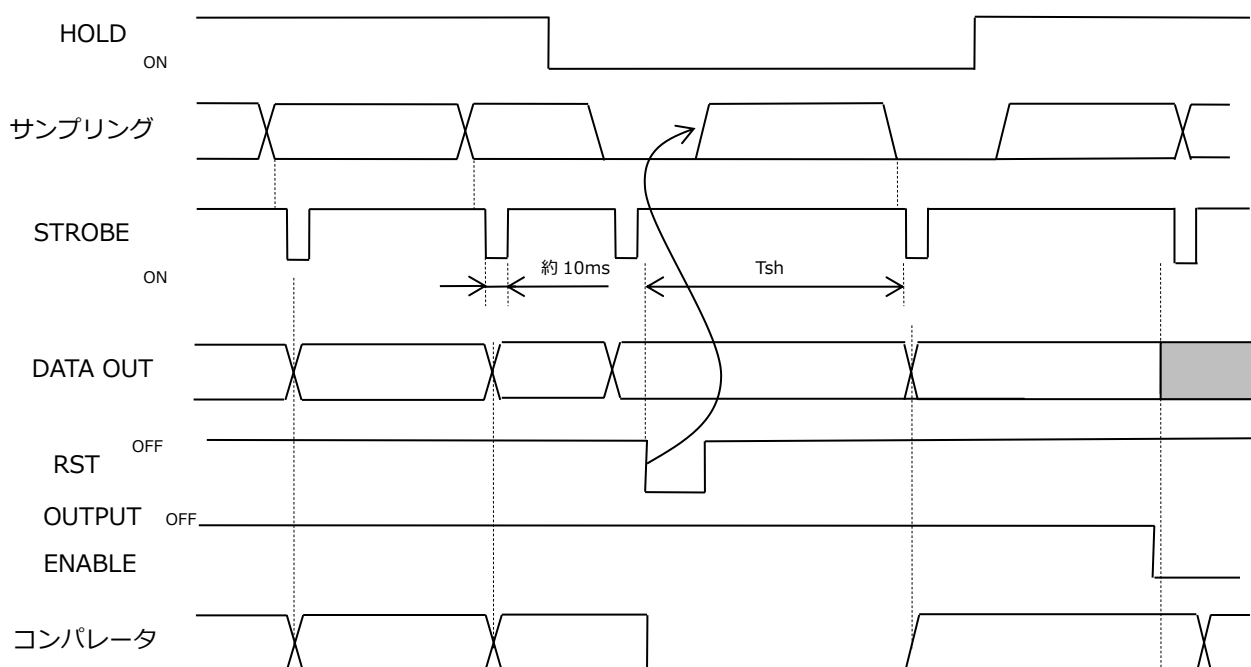 HOLD
ON
サンプリング
STROBE
ON
約 10ms
Tsh
DATA OUT
OFF
RST
OUTPUT OFF
ENABLE
コンパレータ